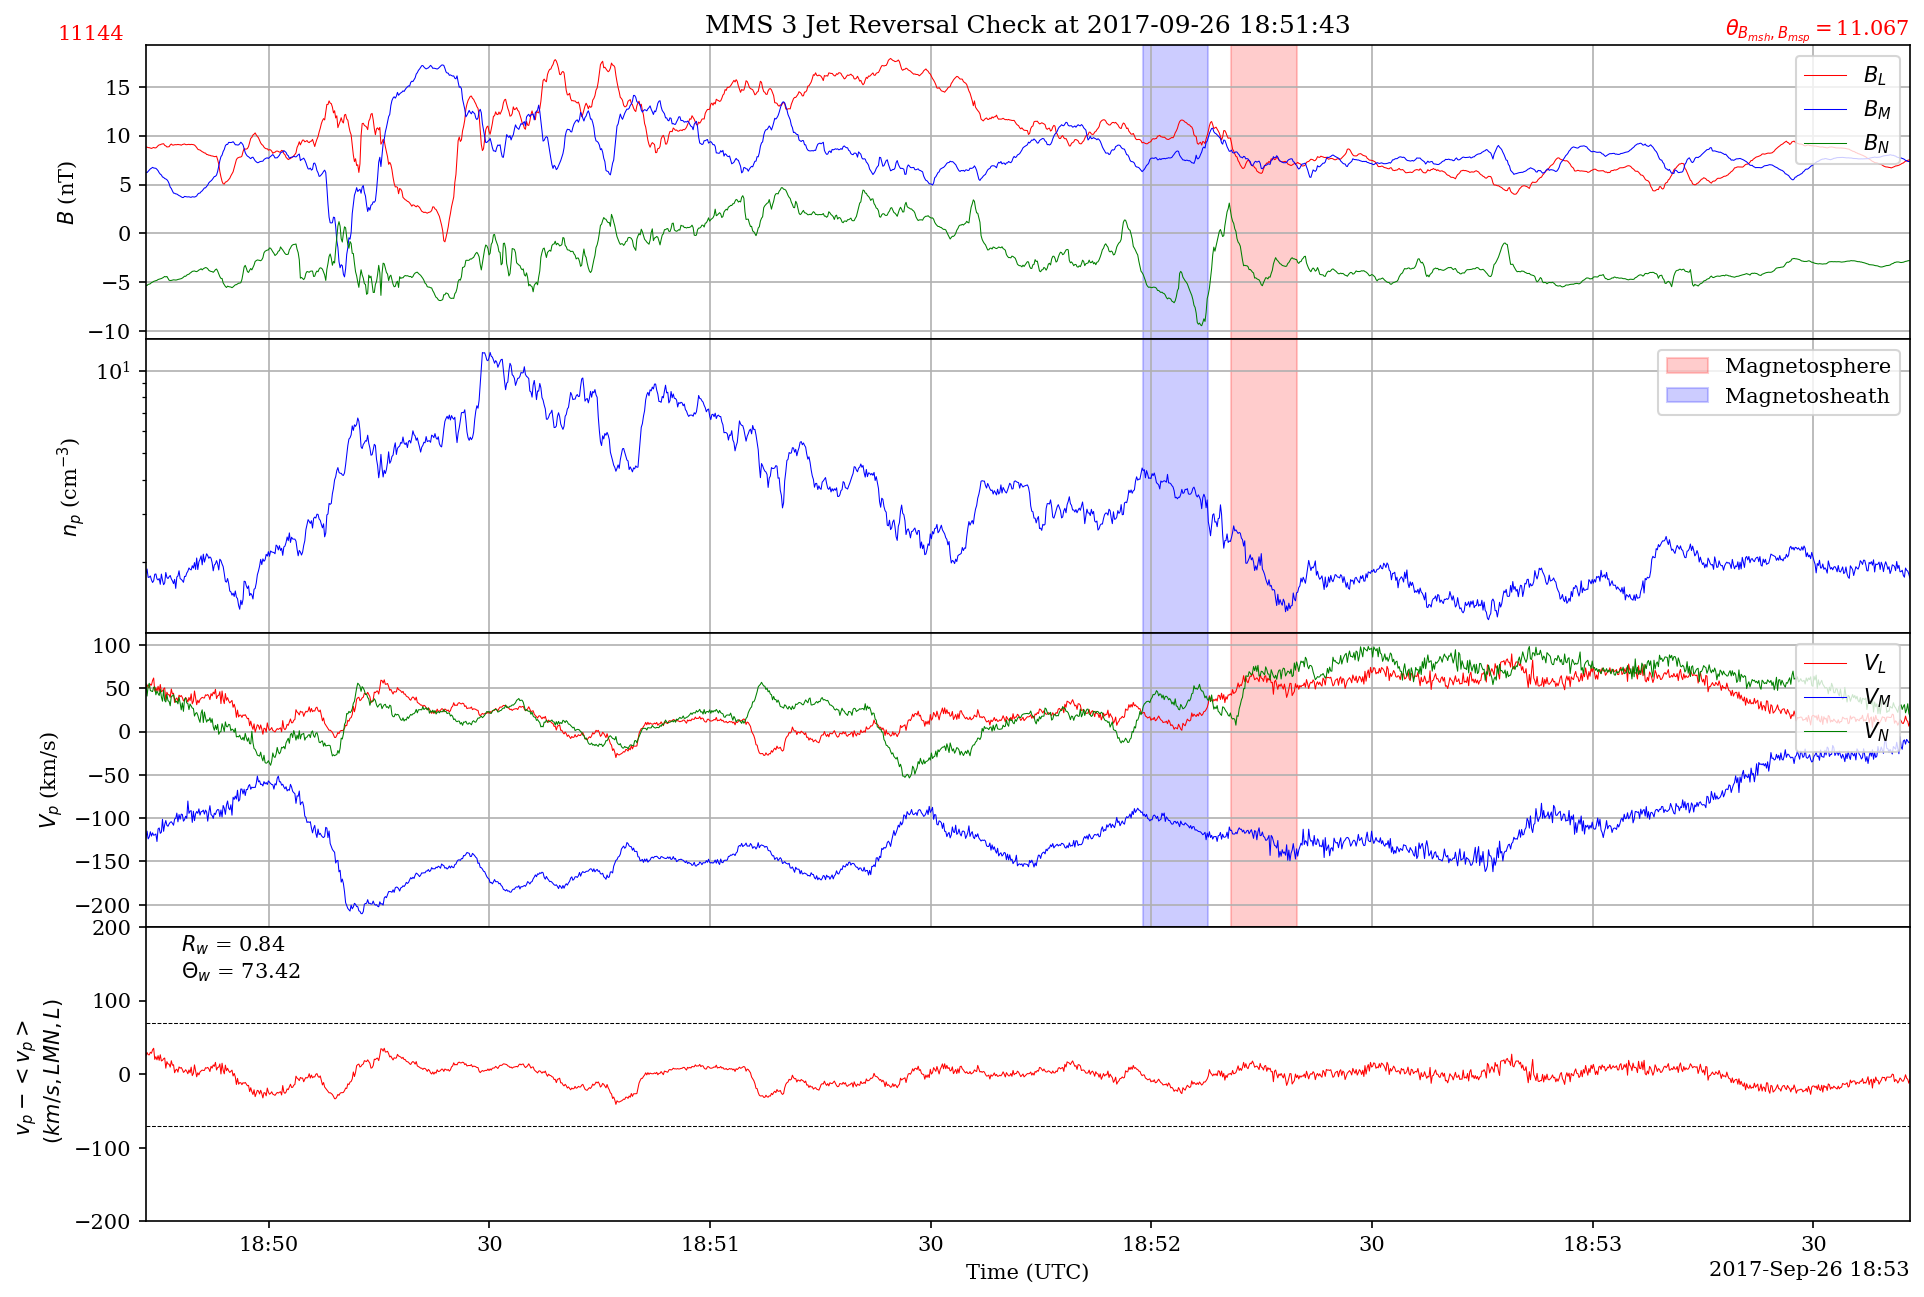 MMS 3 Jet Reversal Check at 2017-09-26 18:51:43
11144
θ_{B_{msh}, B_{msp}} = 11.067
15
10
5
0
−5
−10
B (nT)
B_L
B_M
B_N
10^1
n_p (cm^{−3})
Magnetosphere
Magnetosheath
100
50
0
−50
−100
−150
−200
V_p (km/s)
V_L
V_M
V_N
200
100
0
−100
−200
v_p − < v_p >
(km/s, LMN, L)
R_w = 0.84
Θ_w = 73.42
18:50
30
18:51
30
18:52
30
18:53
30
Time (UTC)
2017-Sep-26 18:53